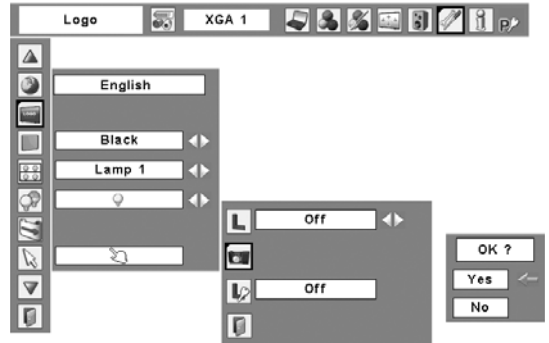 Logo
XGA 1
P
English
Black
Lamp 1
L
Off
OK ?
Yes
Off
No